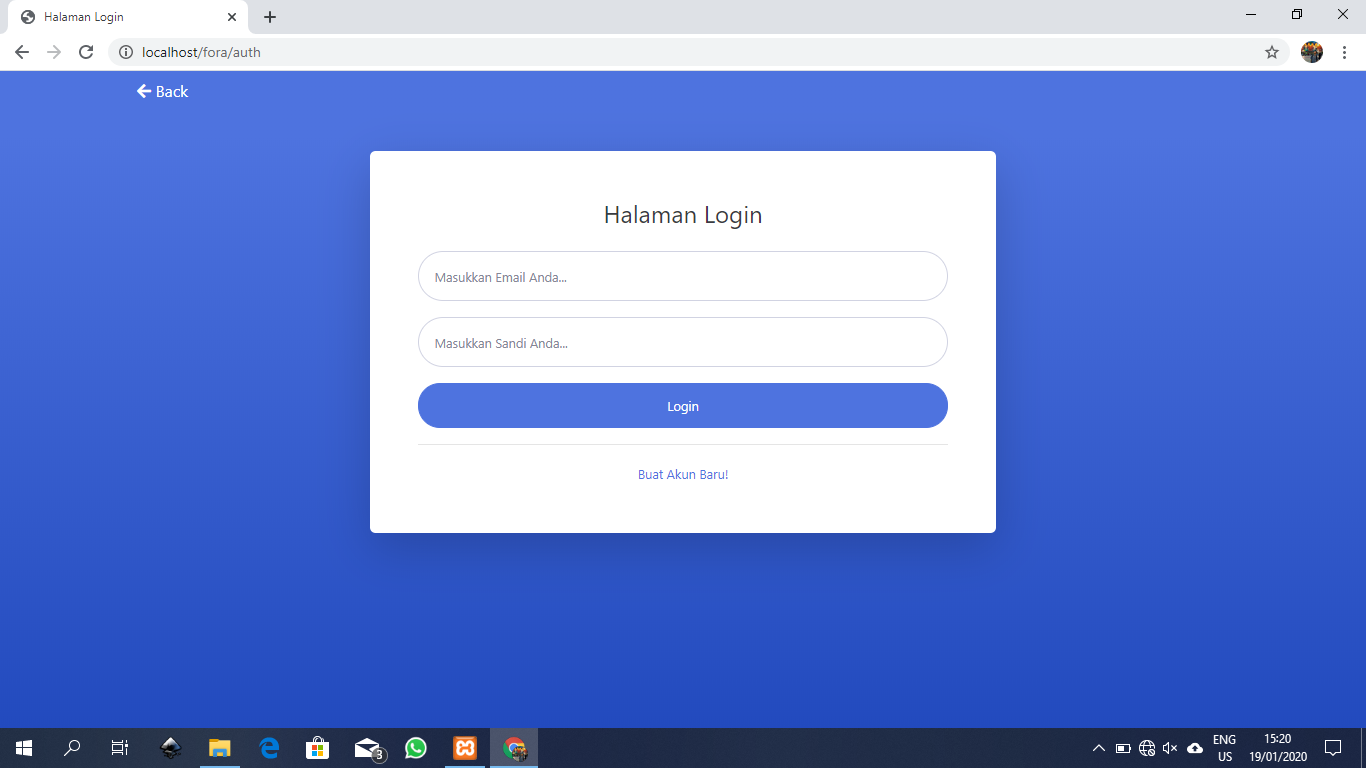 Halaman Login
localhost/fora/auth
Back
Halaman Login
Masukkan Email Anda...
Masukkan Sandi Anda...
Login
Buat Akun Baru!
3
ENG
US
15:20
19/01/2020